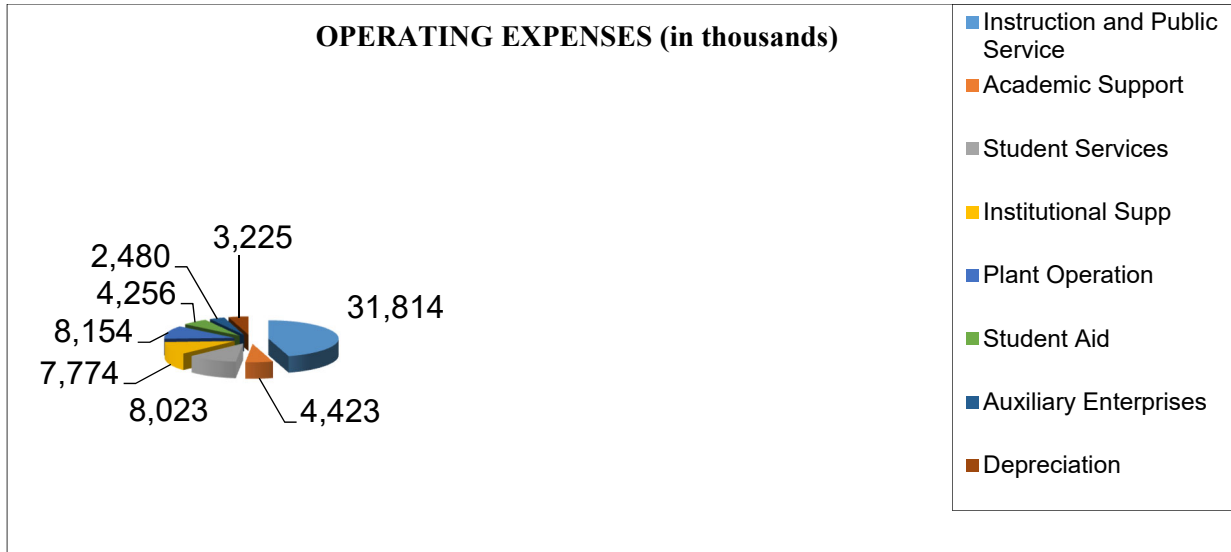 OPERATING EXPENSES (in thousands)
3,225
2,480
4,256
31,814
8,154
7,774
8,023
4,423
Instruction and Public
Service
Academic Support
Student Services
Institutional Supp
Plant Operation
Student Aid
Auxiliary Enterprises
Depreciation